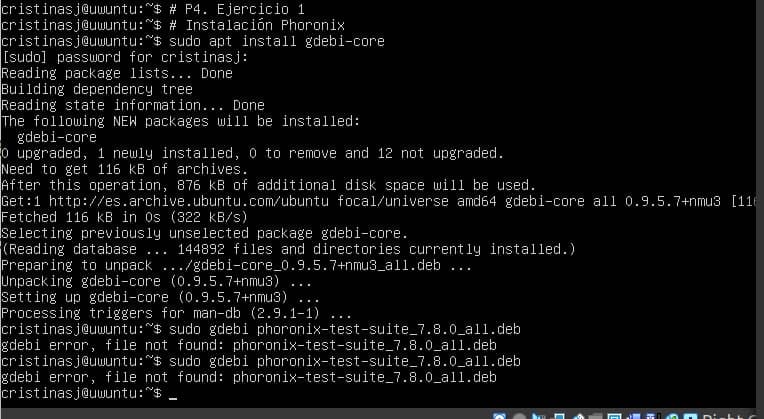 cristinasj@uwuntu:~$ # P4. Ejercicio 1
cristinasj@uwuntu:~$ # Instalación Phoronix
cristinasj@uwuntu:~$ sudo apt install gdebi-core
[sudo] password for cristinasj:
Reading package lists... Done
Building dependency tree
Reading state information... Done
The following NEW packages will be installed:
  gdebi-core
0 upgraded, 1 newly installed, 0 to remove and 12 not upgraded.
Need to get 116 kB of archives.
After this operation, 876 kB of additional disk space will be used.
Get:1 http://es.archive.ubuntu.com/ubuntu focal/universe amd64 gdebi-core all 0.9.5.7+nmu3 [116
Fetched 116 kB in 0s (322 kB/s)
Selecting previously unselected package gdebi-core.
(Reading database ... 144892 files and directories currently installed.)
Preparing to unpack .../gdebi-core_0.9.5.7+nmu3_all.deb ...
Unpacking gdebi-core (0.9.5.7+nmu3) ...
Setting up gdebi-core (0.9.5.7+nmu3) ...
Processing triggers for man-db (2.9.1-1) ...
cristinasj@uwuntu:~$ sudo gdebi phoronix-test-suite_7.8.0_all.deb
gdebi error, file not found: phoronix-test-suite_7.8.0_all.deb
cristinasj@uwuntu:~$ sudo gdebi phoronix-test-suite_7.8.0_all.deb
gdebi error, file not found: phoronix-test-suite_7.8.0_all.deb
cristinasj@uwuntu:~$ _